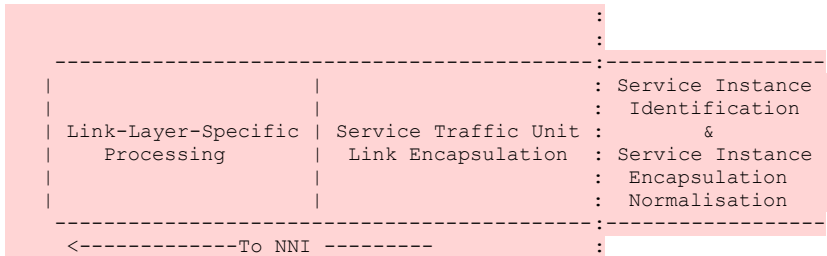 :
                                                         :
    -----------------------------------------------------:------------------
    |                         |                          : Service Instance
    |                         |                          :  Identification
    | Link-Layer-Specific | Service Traffic Unit :        &
    |    Processing       |  Link Encapsulation  : Service Instance
    |                         |                          :  Encapsulation
    |                         |                          :  Normalisation
    -----------------------------------------------------:------------------
     <-------------To NNI ---------                      :